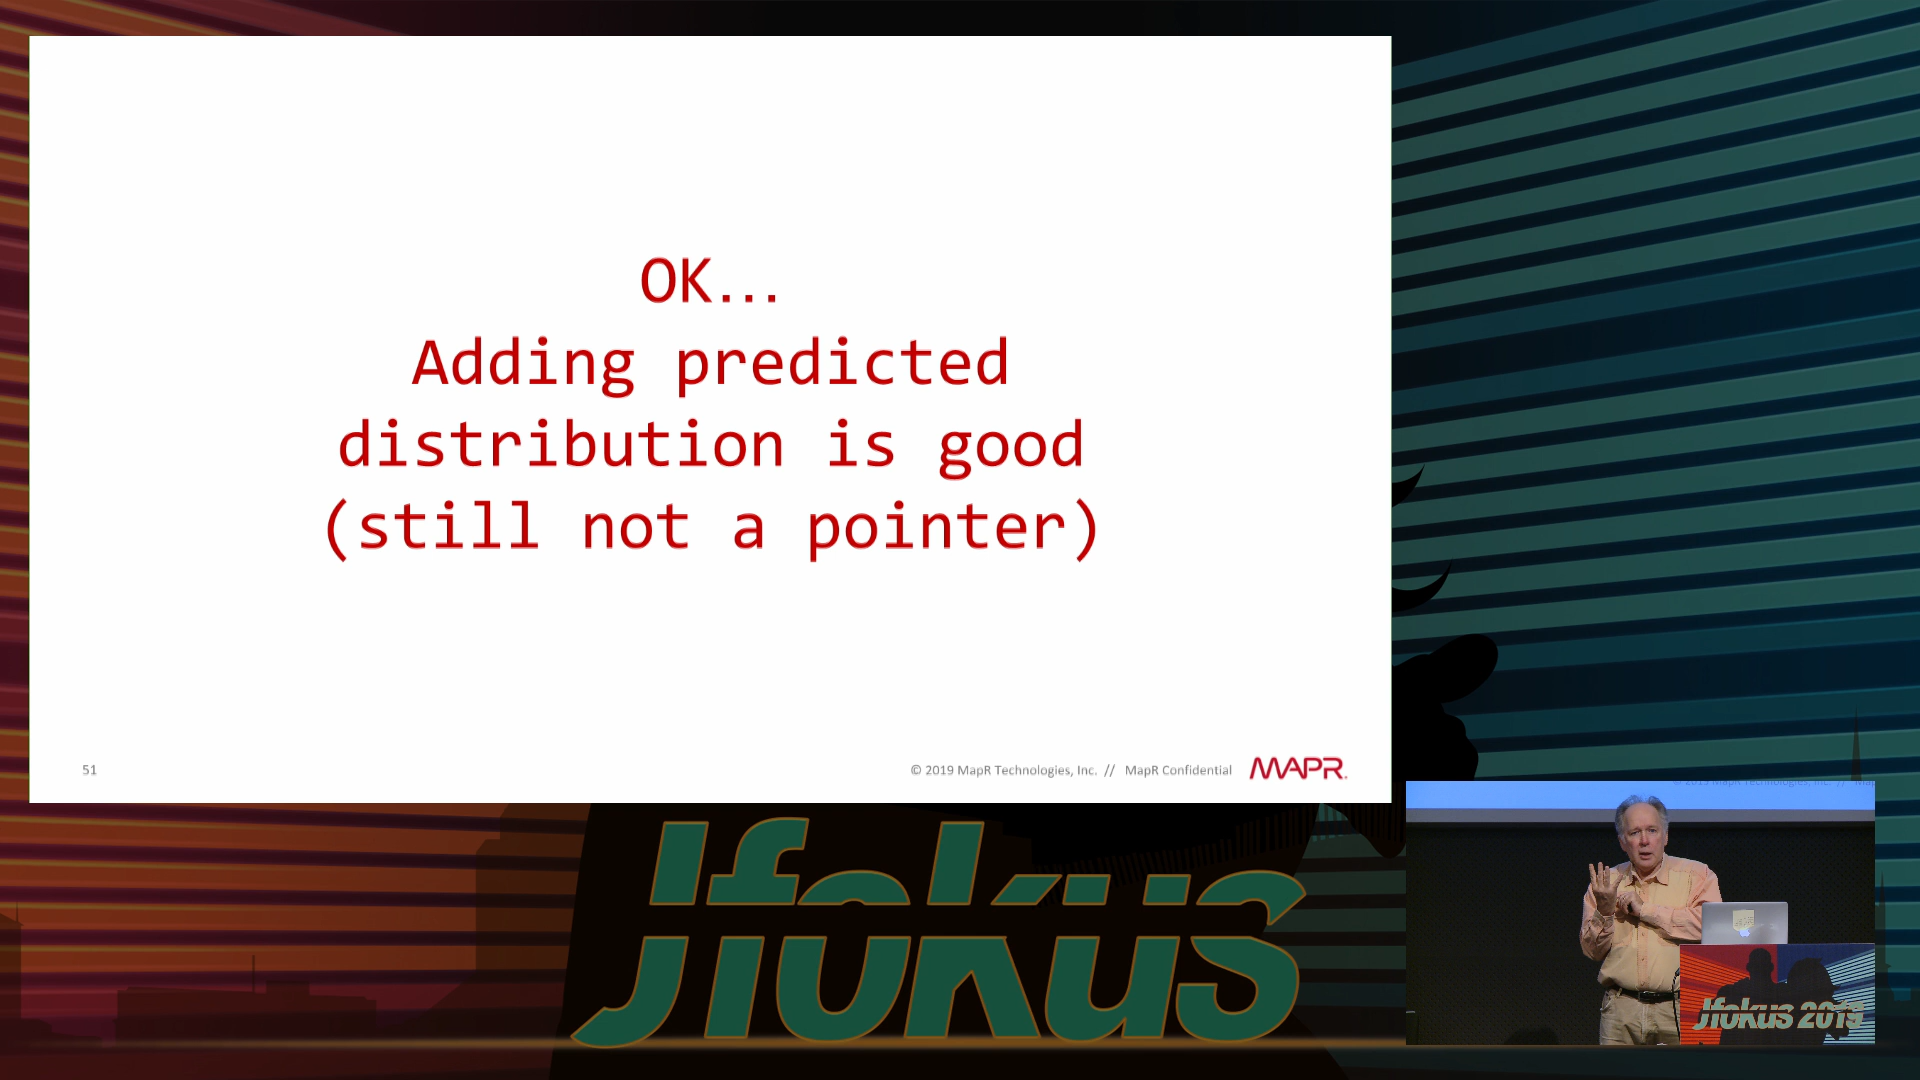 OK...
Adding predicted
distribution is good
(still not a pointer)
51
© 2019 MapR Technologies, Inc. // MapR Confidential
MAPR.
Jfokus
Jfokus 2019